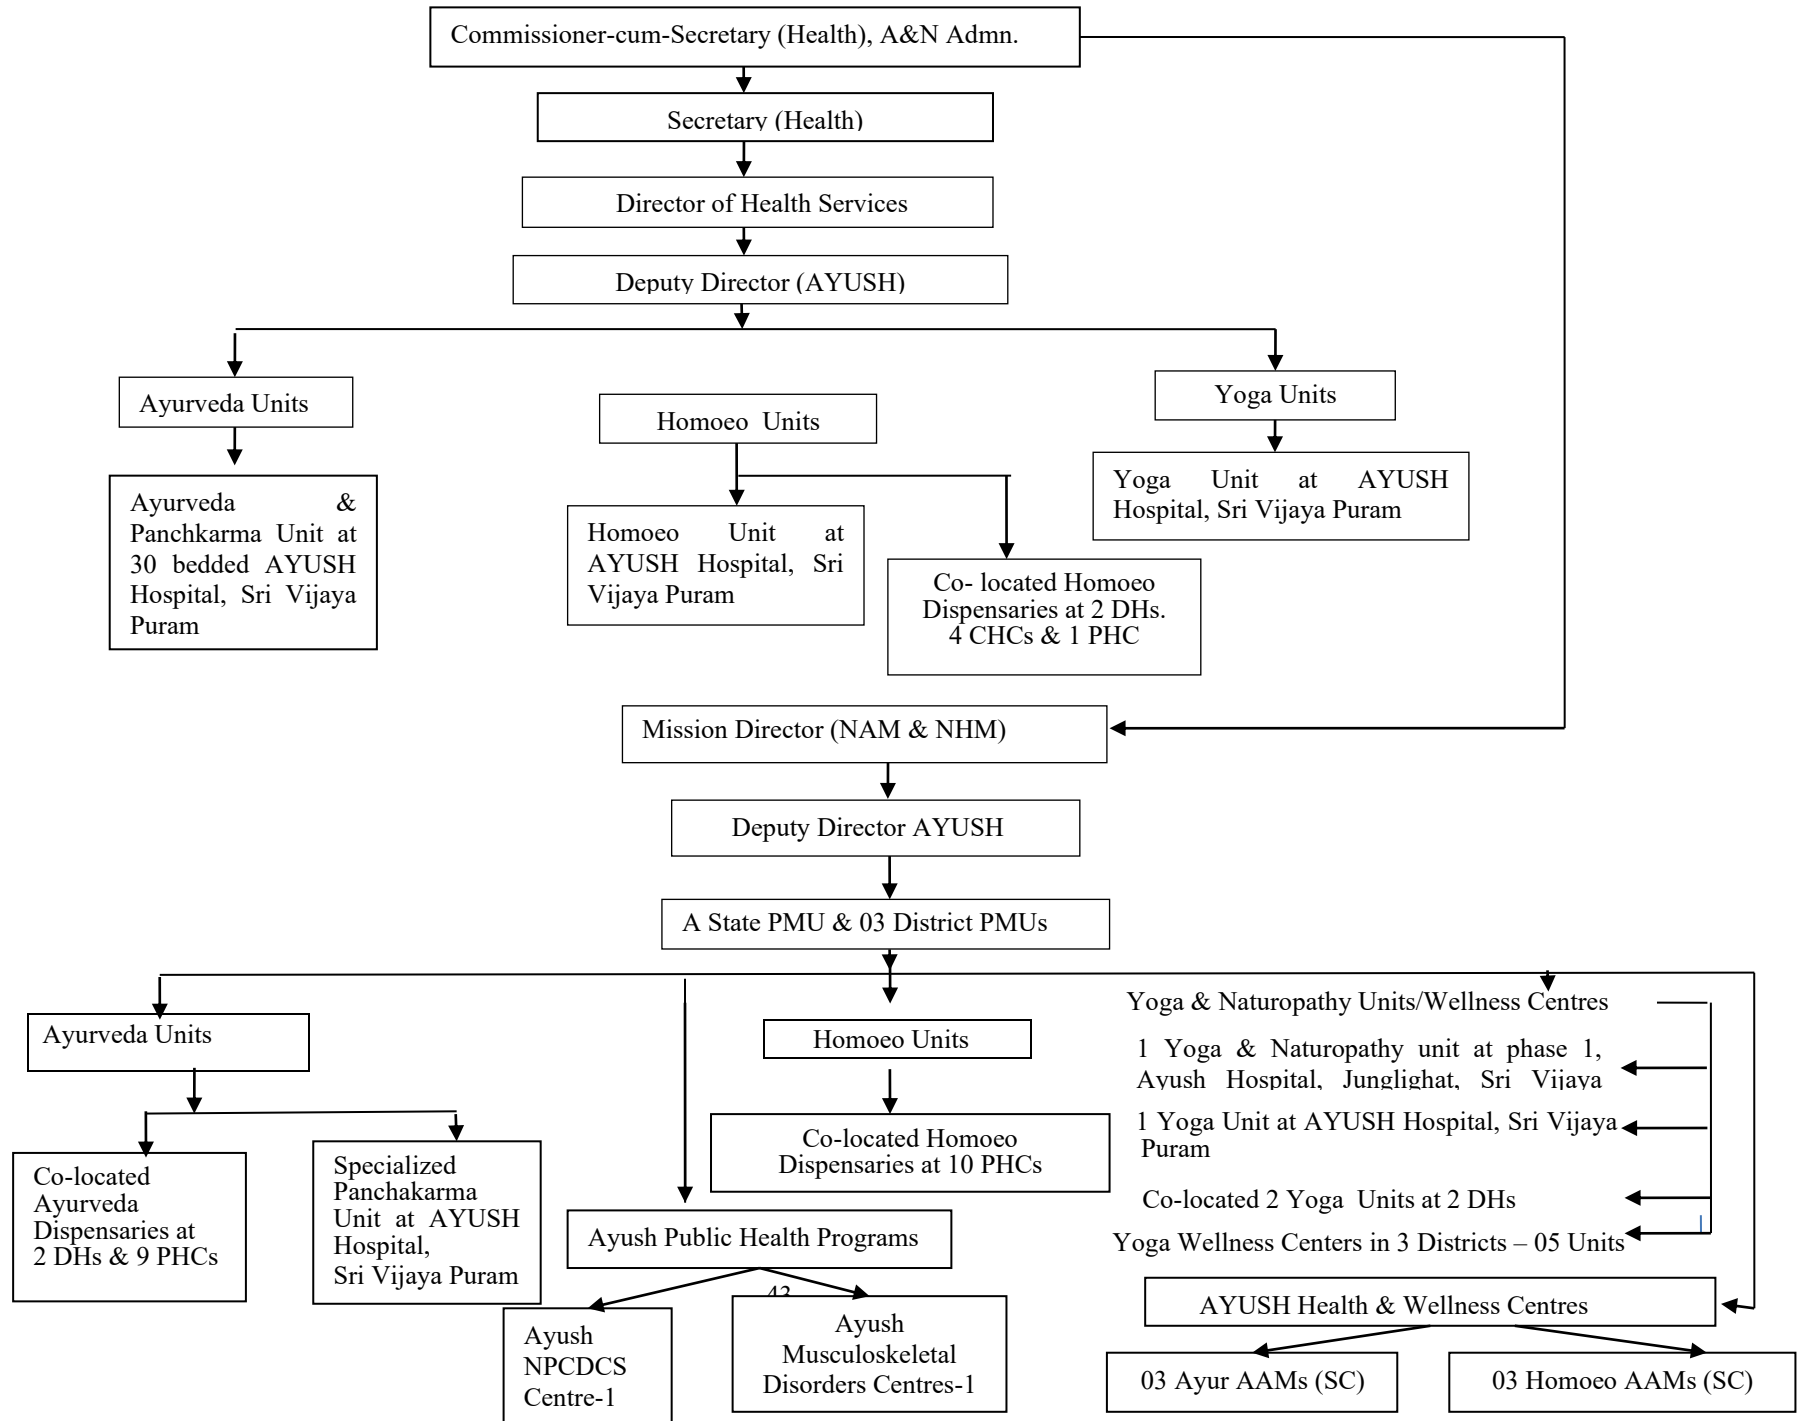 Commissioner-cum-Secretary (Health), A&N Admn.
Secretary (Health)
Director of Health Services
Deputy Director (AYUSH)
Ayurveda Units
Homoeo Units
Yoga Units
Ayurveda &
Panchkarma Unit at
30 bedded AYUSH
Hospital, Sri Vijaya
Puram
Homoeo Unit at
AYUSH Hospital, Sri
Vijaya Puram
Co- located Homoeo
Dispensaries at 2 DHs.
4 CHCs & 1 PHC
Yoga Unit at AYUSH
Hospital, Sri Vijaya Puram
Mission Director (NAM & NHM)
Deputy Director AYUSH
A State PMU & 03 District PMUs
Ayurveda Units
Co-located
Ayurveda
Dispensaries at
2 DHs & 9 PHCs
Specialized
Panchakarma
Unit at AYUSH
Hospital,
Sri Vijaya Puram
Ayush Public Health Programs
43
Ayush
NPCDCS
Centre-1
Ayush
Musculoskeletal
Disorders Centres-1
Homoeo Units
Co-located Homoeo
Dispensaries at 10 PHCs
Yoga & Naturopathy Units/Wellness Centres
1 Yoga & Naturopathy unit at phase 1,
Ayush Hospital, Junglighat, Sri Vijaya
1 Yoga Unit at AYUSH Hospital, Sri Vijaya
Puram
Co-located 2 Yoga Units at 2 DHs
Yoga Wellness Centers in 3 Districts – 05 Units
AYUSH Health & Wellness Centres
03 Ayur AAMs (SC)
03 Homoeo AAMs (SC)